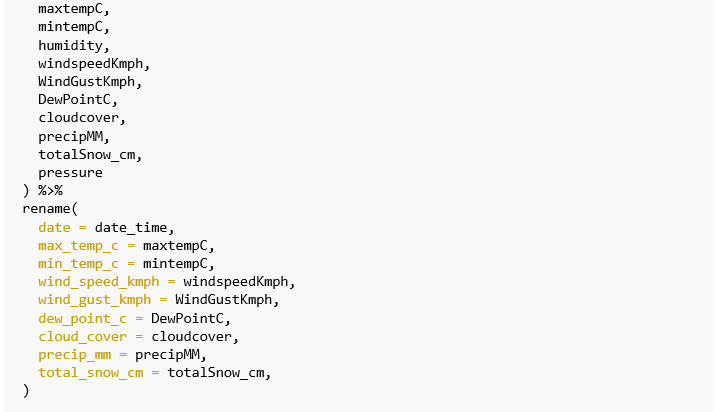 maxtempC,
mintempC,
humidity,
windspeedKmph,
WindGustKmph,
DewPointC,
cloudcover,
precipMM,
totalSnow_cm,
pressure
) %>%
rename(
date = date_time,
max_temp_c = maxtempC,
min_temp_c = mintempC,
wind_speed_kmph = windspeedKmph,
wind_gust_kmph = WindGustKmph,
dew_point_c = DewPointC,
cloud_cover = cloudcover,
precip_mm = precipMM,
total_snow_cm = totalSnow_cm,
)